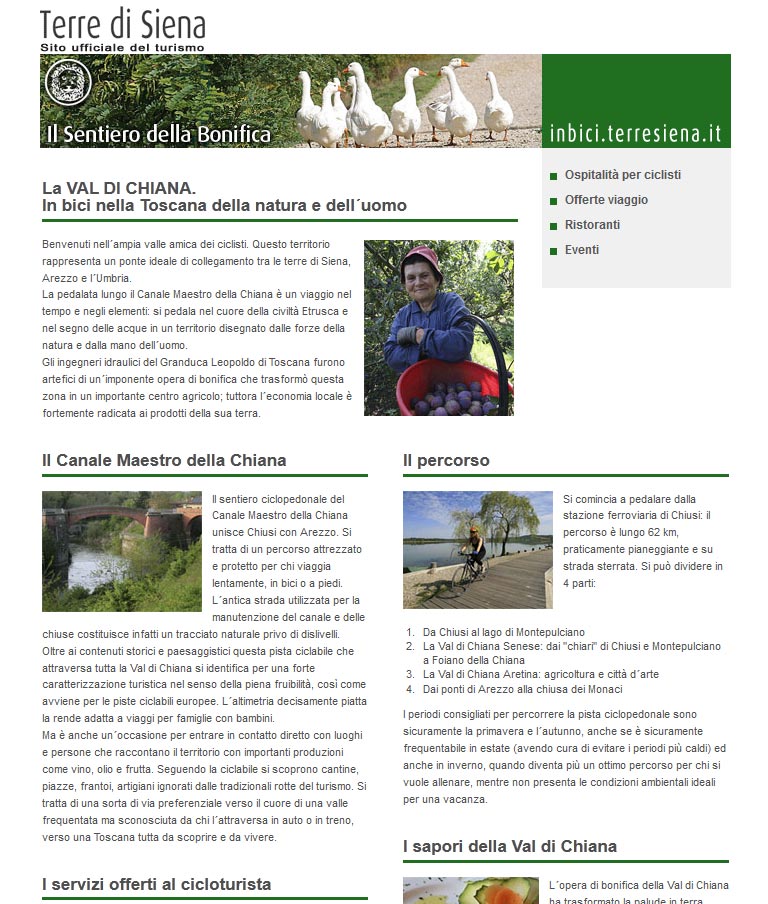 Terre di Siena
Sito ufficiale del turismo
Il Sentiero della Bonifica
inbici.terresiena.it
Ospitalità per ciclisti
Offerte viaggio
Ristoranti
Eventi
La VAL DI CHIANA.
In bici nella Toscana della natura e dell´uomo
Benvenuti nell´ampia valle amica dei ciclisti. Questo territorio
rappresenta un ponte ideale di collegamento tra le terre di Siena,
Arezzo e l´Umbria.
La pedalata lungo il Canale Maestro della Chiana è un viaggio nel
tempo e negli elementi: si pedala nel cuore della civiltà Etrusca e
nel segno delle acque in un territorio disegnato dalle forze della
natura e dalla mano dell´uomo.
Gli ingegneri idraulici del Granduca Leopoldo di Toscana furono
artefici di un´imponente opera di bonifica che trasformò questa
zona in un importante centro agricolo; tuttora l´economia locale è
fortemente radicata ai prodotti della sua terra.
Il Canale Maestro della Chiana
Il sentiero ciclopedonale del
Canale Maestro della Chiana
unisce Chiusi con Arezzo. Si
tratta di un percorso attrezzato
e protetto per chi viaggia
lentamente, in bici o a piedi.
L´antica strada utilizzata per la
manutenzione del canale e delle
chiuse costituisce infatti un tracciato naturale privo di dislivelli.
Oltre ai contenuti storici e paesaggistici questa pista ciclabile che
attraversa tutta la Val di Chiana si identifica per una forte
caratterizzazione turistica nel senso della piena fruibilità, così come
avviene per le piste ciclabili europee. L´altimetria decisamente piatta
la rende adatta a viaggi per famiglie con bambini.
Ma è anche un´occasione per entrare in contatto diretto con luoghi
e persone che raccontano il territorio con importanti produzioni
come vino, olio e frutta. Seguendo la ciclabile si scoprono cantine,
piazze, frantoi, artigiani ignorati dalle tradizionali rotte del turismo. Si
tratta di una sorta di via preferenziale verso il cuore di una valle
frequentata ma sconosciuta da chi l´attraversa in auto o in treno,
verso una Toscana tutta da scoprire e da vivere.
I servizi offerti al cicloturista
Il percorso
Si comincia a pedalare dalla
stazione ferroviaria di Chiusi: il
percorso è lungo 62 km,
praticamente pianeggiante e su
strada sterrata. Si può dividere in
4 parti:
1. Da Chiusi al lago di Montepulciano
2. La Val di Chiana Senese: dai "chiari" di Chiusi e Montepulciano
a Foiano della Chiana
3. La Val di Chiana Aretina: agricoltura e città d´arte
4. Dai ponti di Arezzo alla chiusa dei Monaci
I periodi consigliati per percorrere la pista ciclopedonale sono
sicuramente la primavera e l´autunno, anche se è sicuramente
frequentabile in estate (avendo cura di evitare i periodi più caldi) ed
anche in inverno, quando diventa più un ottimo percorso per chi si
vuole allenare, mentre non presenta le condizioni ambientali ideali
per una vacanza.
I sapori della Val di Chiana
L´opera di bonifica della Val di Chiana
ha trasformato la palude in terra